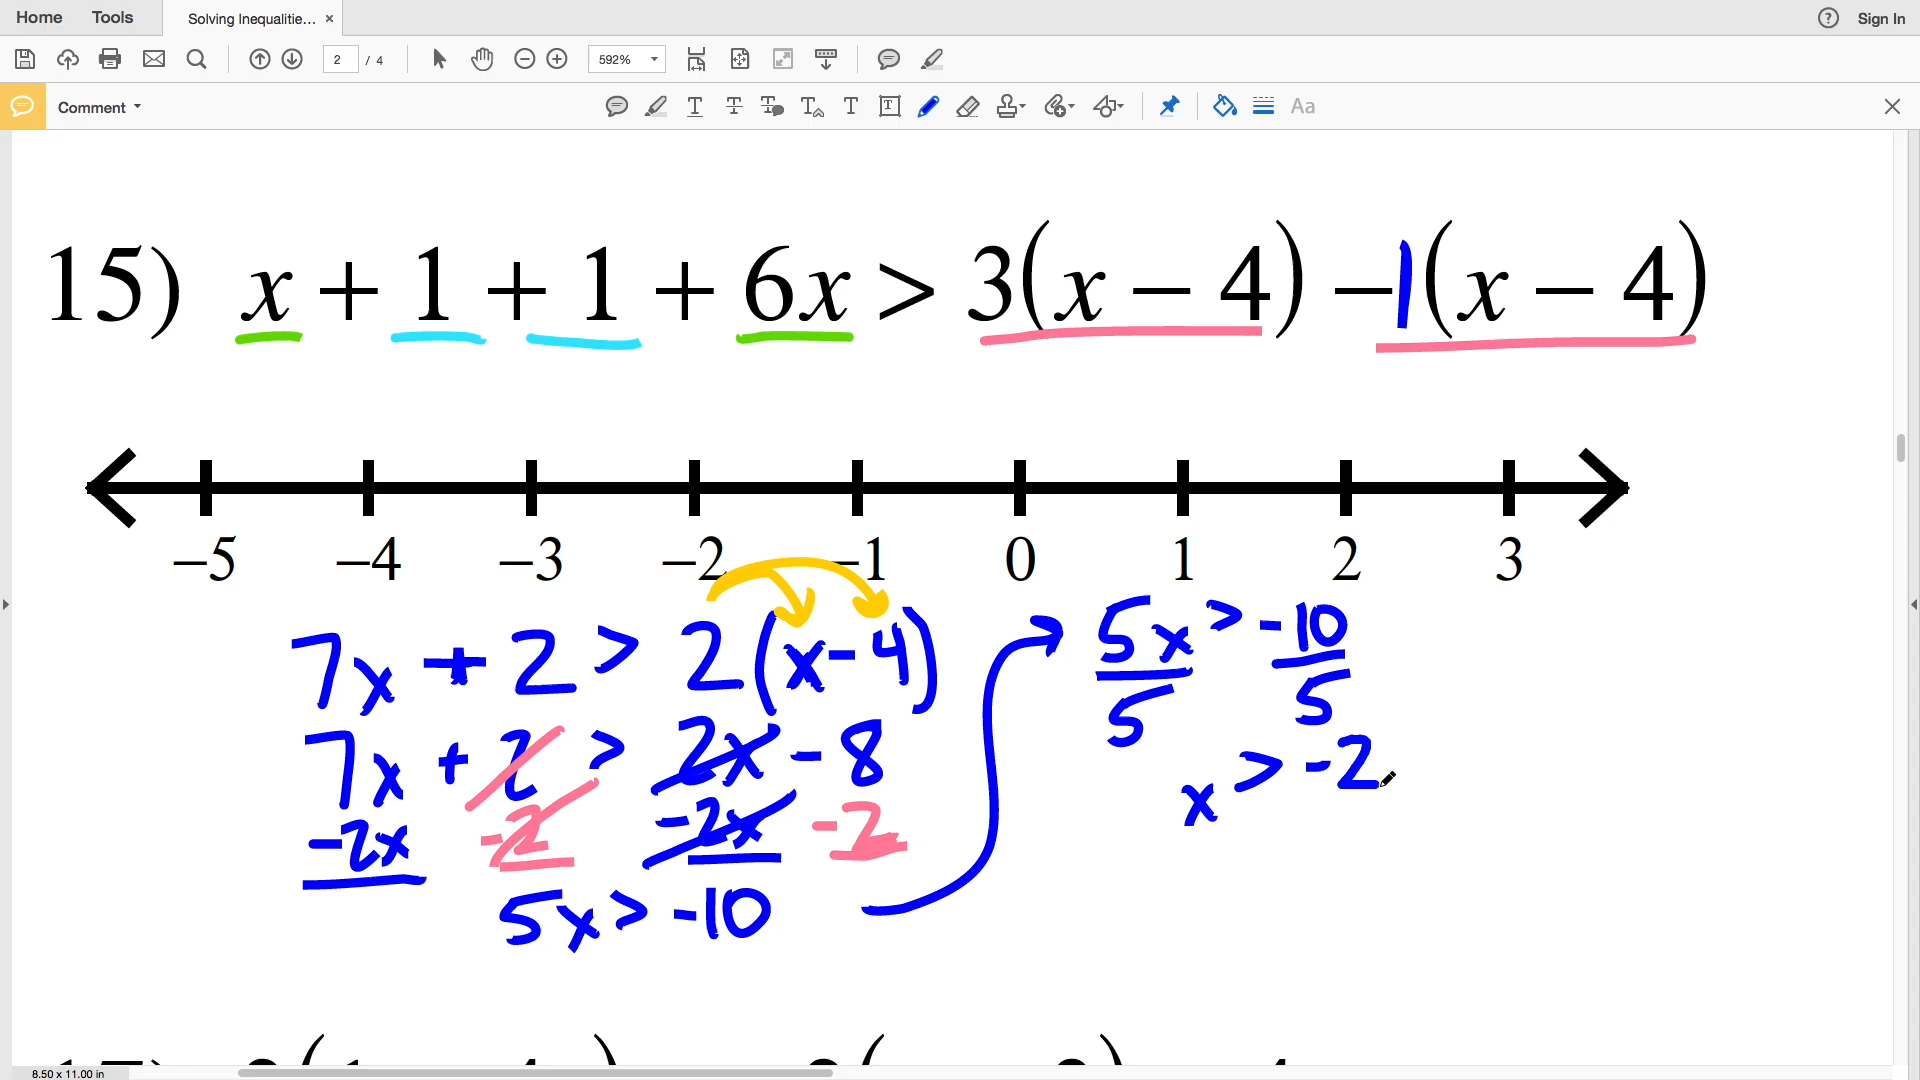 Home Tools Solving Inequalitie... × Sign In
2 / 4 592%
Comment Aa
15) x + 1 + 1 + 6x > 3(x − 4) −1(x − 4)
−5 −4 −3 −2 −1 0 1 2 3
7x + 2 > 2(x-4)
7x + 2 > 2x - 8
-2x -2 -2x -2
5x > -10
5x > -10
5 5
x > -2
8.50 x 11.00 in